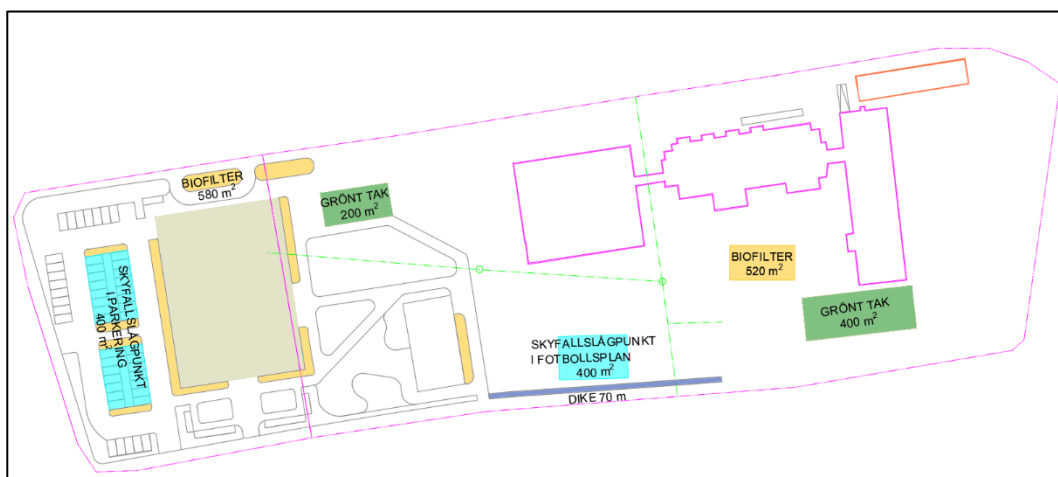 BIOFILTER
580 m²
GRÖNT TAK
200 m²
SKYFALLSLÅGPUNKT
I PARKERING
400 m²
BIOFILTER
520 m²
GRÖNT TAK
400 m²
SKYFALLSLÅGPUNKT
I FOTBOLLSPLAN
400 m²
DIKE 70 m